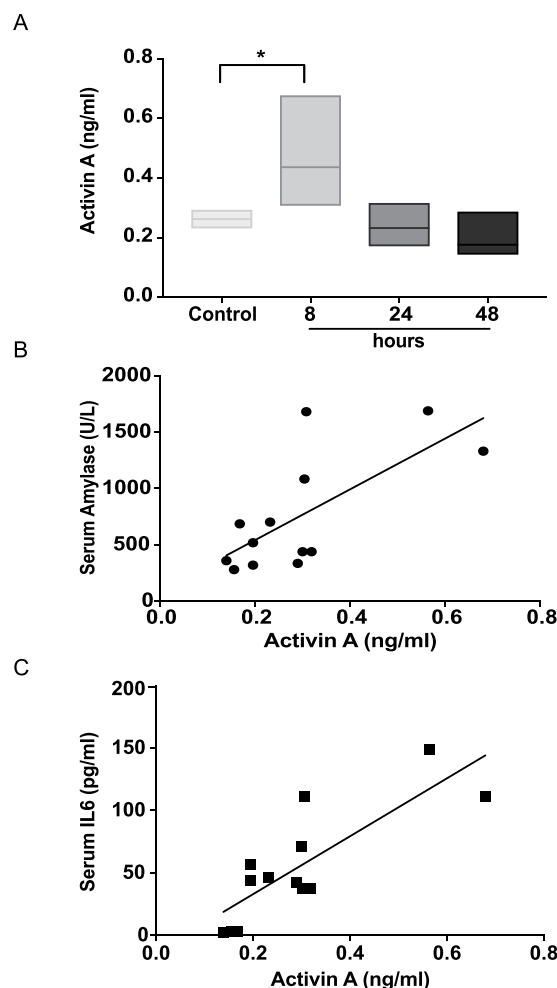 A
0.8
*
0.6
Activin A (ng/ml)
0.4
0.2
0.0
Control 8 24 48
hours
B
2000
1500
Serum Amylase (U/L)
1000
500
0
0.0 0.2 0.4 0.6 0.8
Activin A (ng/ml)
C
200
150
Serum IL6 (pg/ml)
100
50
0
0.0 0.2 0.4 0.6 0.8
Activin A (ng/ml)